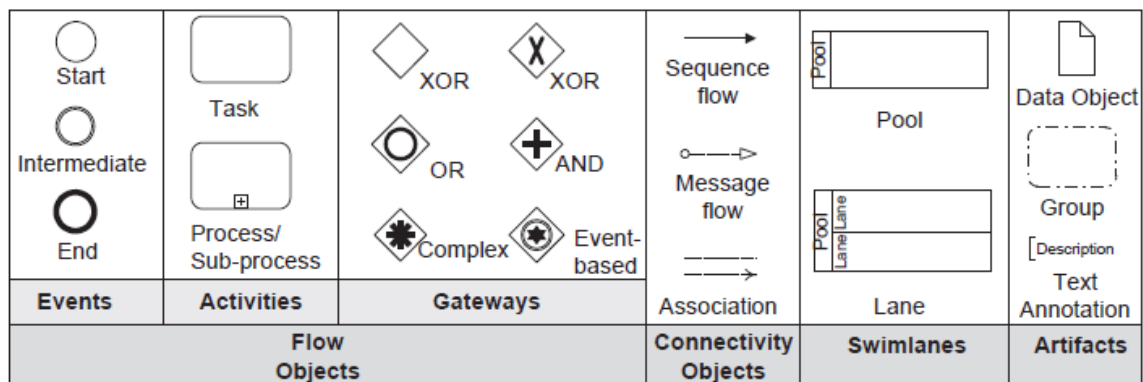 Start
Intermediate
End
Events
Task
Process/
Sub-process
Activities
XOR
X
XOR
OR
AND
Complex
Event-
based
Gateways
Flow
Objects
Sequence
flow
Message
flow
Association
Connectivity
Objects
Pool
Pool
Pool
Lane
Lane
Lane
Swimlanes
Data Object
Group
Description
Text
Annotation
Artifacts